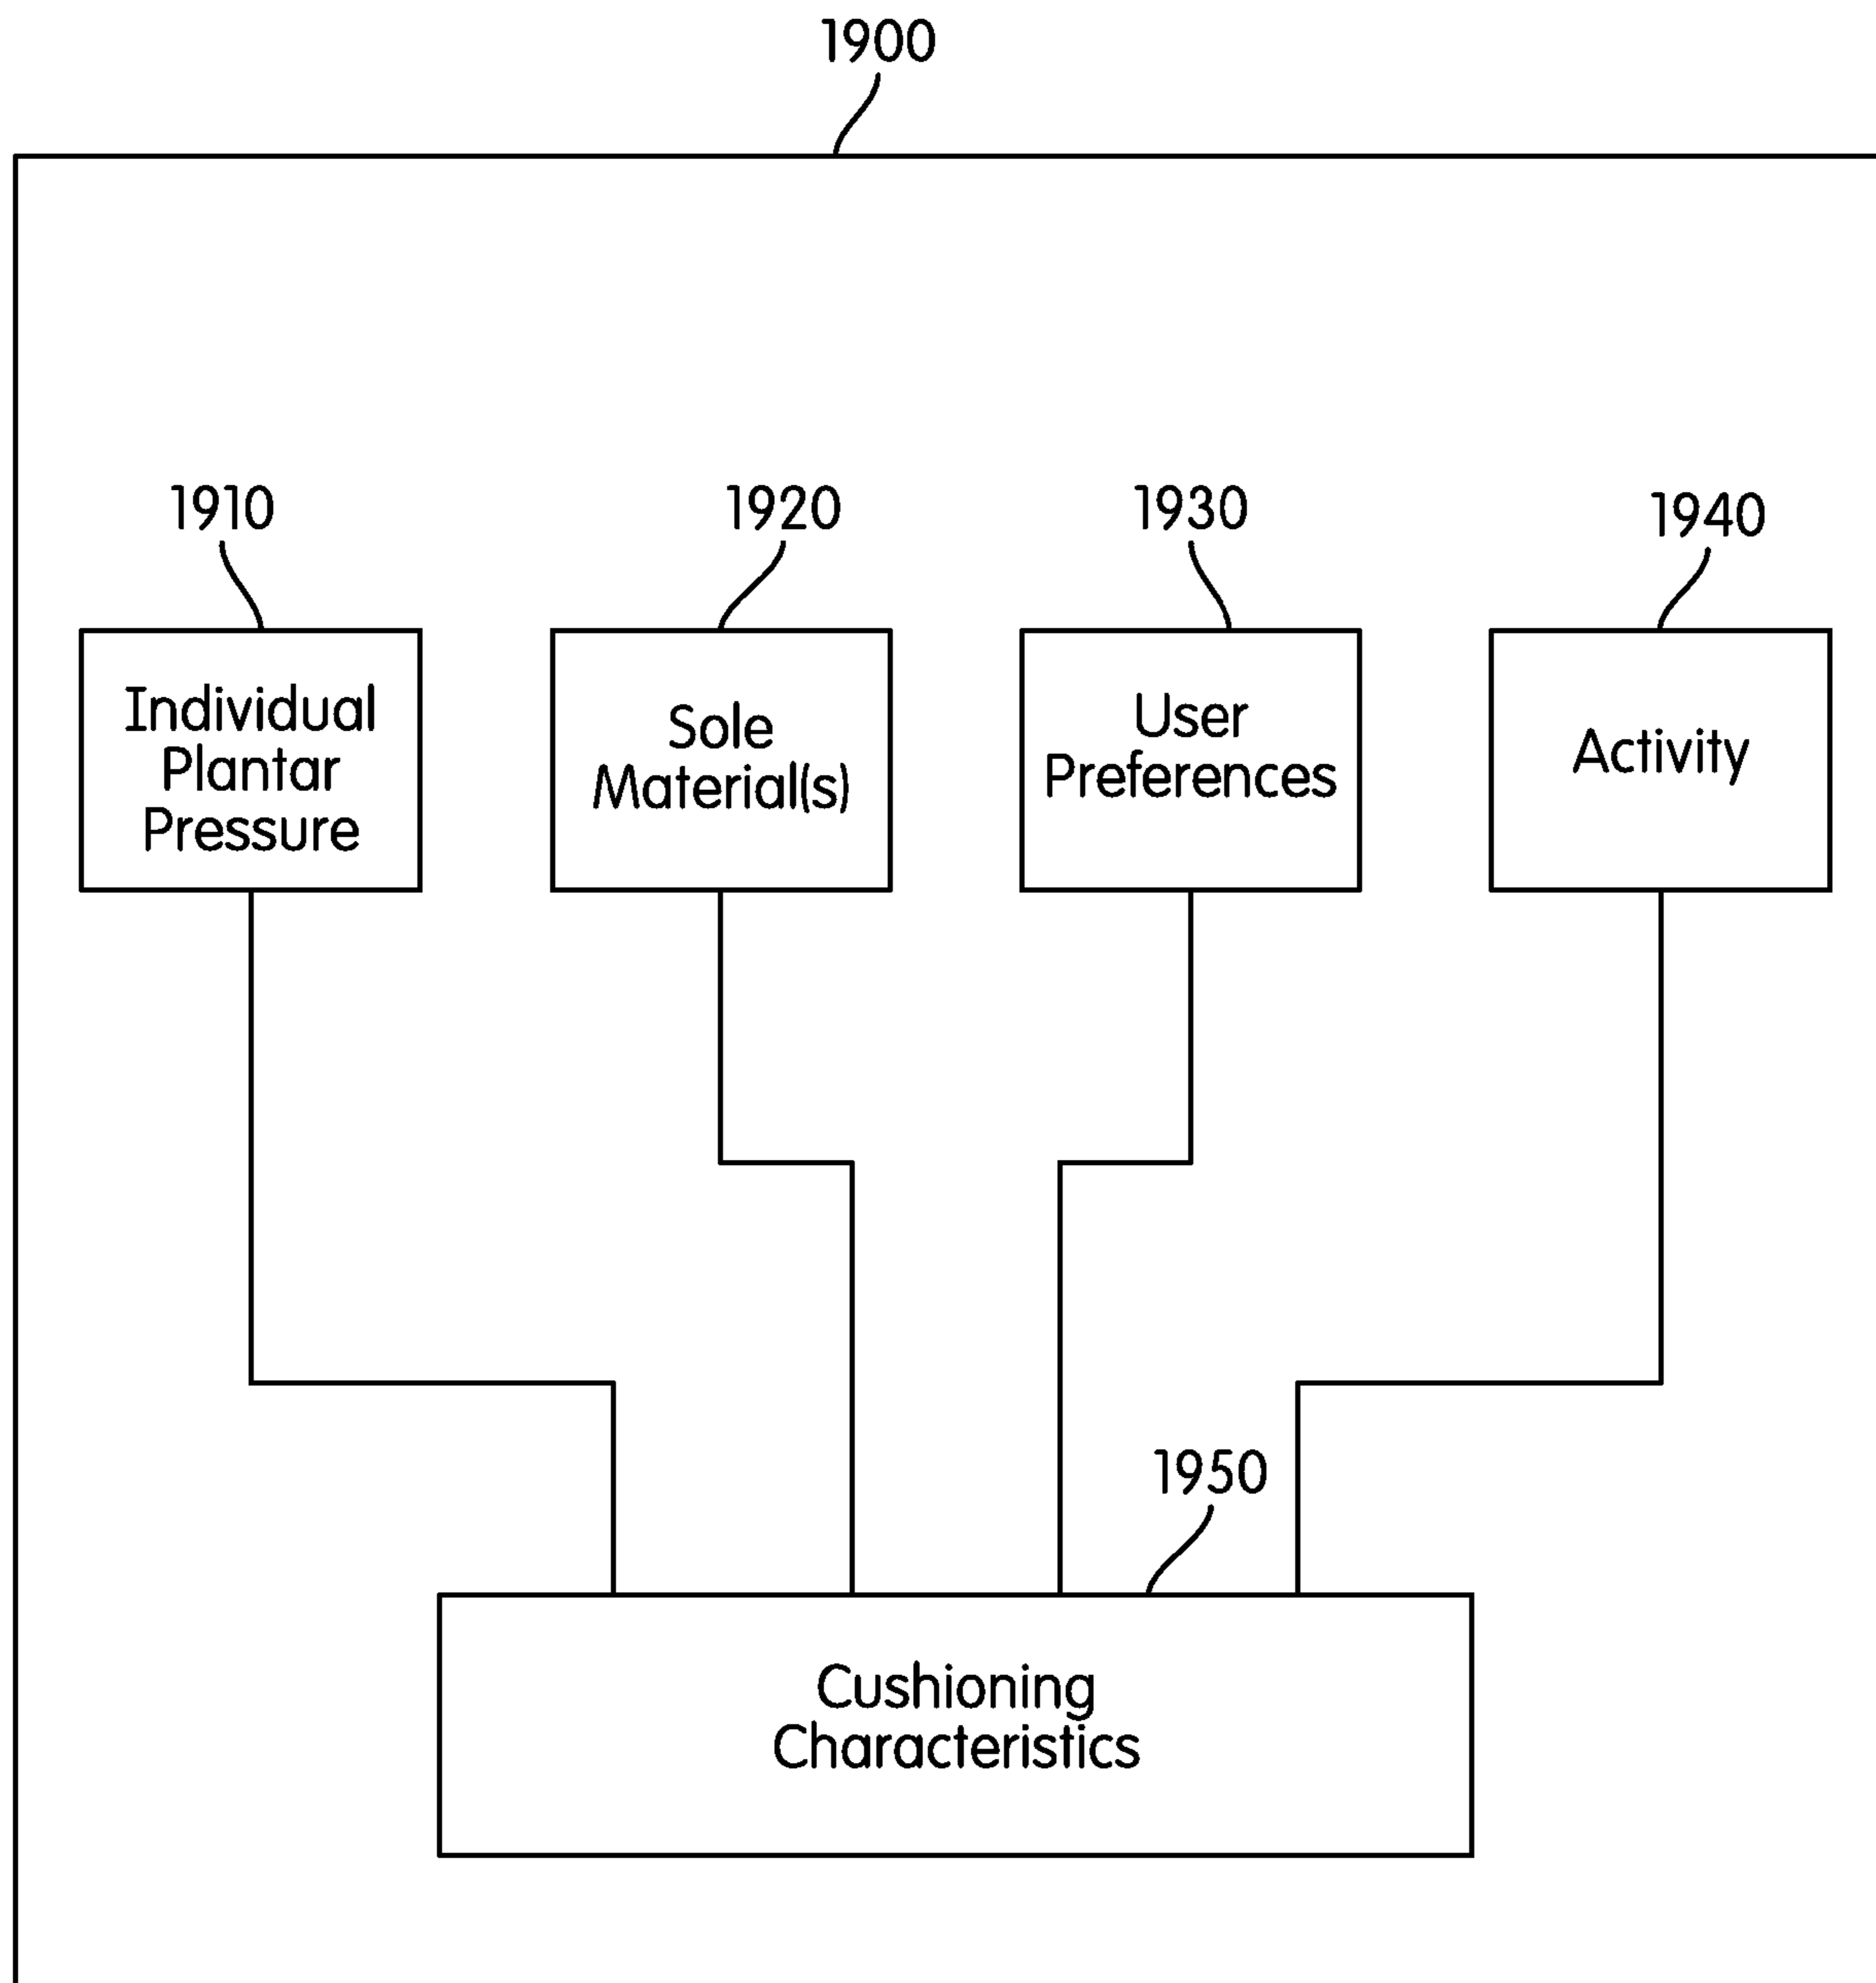 1900
1910
1920
1930
1940
Individual
Plantar
Pressure
Sole
Material(s)
User
Preferences
Activity
1950
Cushioning
Characteristics